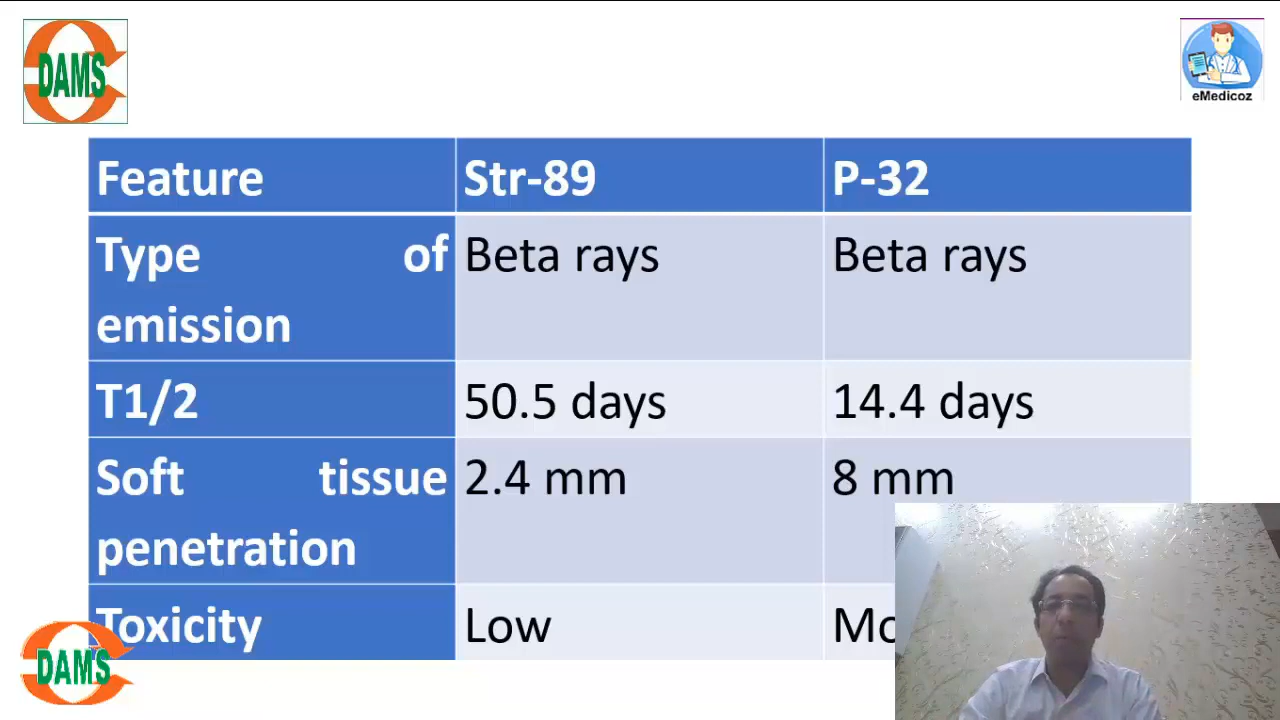 DAMS
eMedicoz
Feature Str-89 P-32
Type of Beta rays Beta rays
emission
T1/2 50.5 days 14.4 days
Soft tissue 2.4 mm 8 mm
penetration
Toxicity Low
DAMS